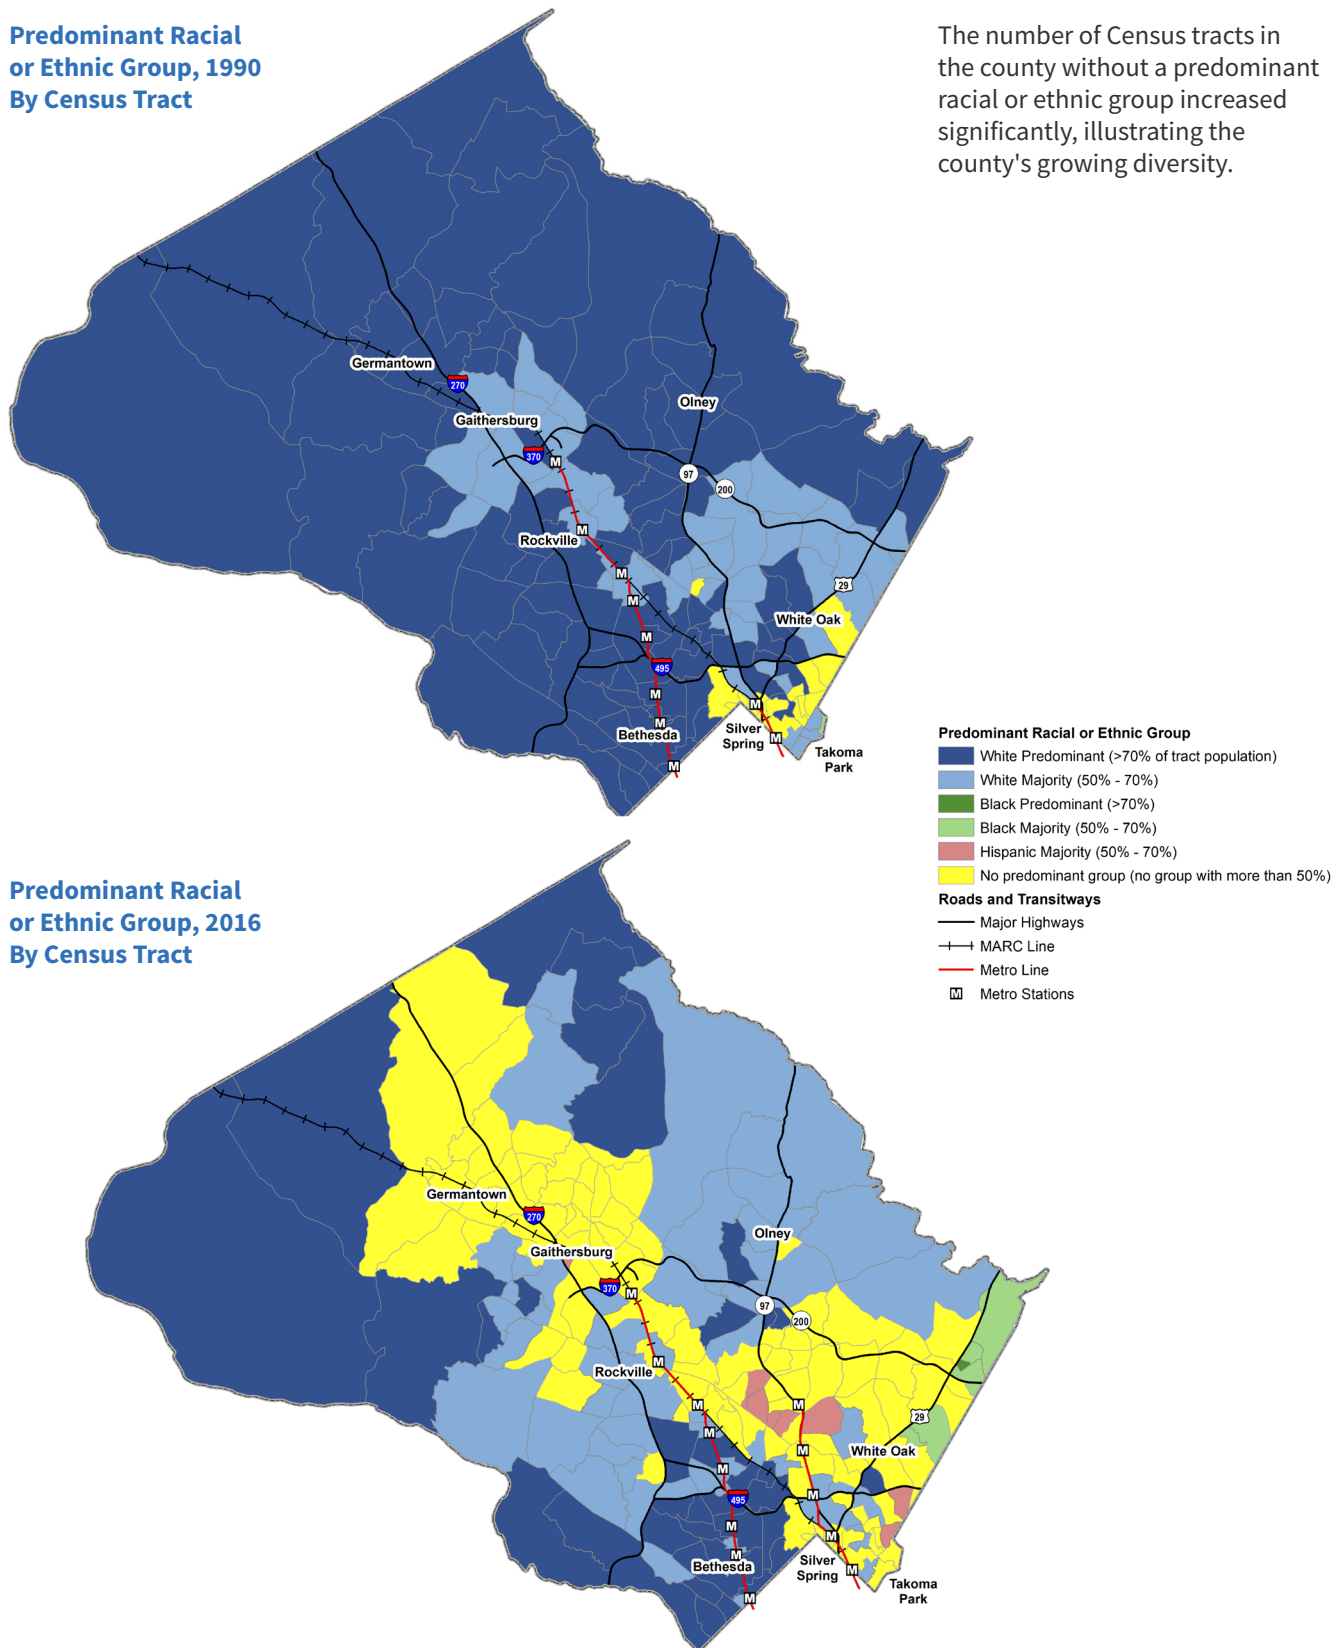 Predominant Racial
or Ethnic Group, 1990
By Census Tract
The number of Census tracts in
the county without a predominant
racial or ethnic group increased
significantly, illustrating the
county's growing diversity.
Germantown
270
Gaithersburg
370
M
Olney
97
200
M
Rockville
M
M
29
White Oak
M
495
M
M
M
Bethesda
Silver
Spring
M
Takoma
Park
M
Predominant Racial or Ethnic Group
White Predominant (>70% of tract population)
White Majority (50% - 70%)
Black Predominant (>70%)
Black Majority (50% - 70%)
Hispanic Majority (50% - 70%)
No predominant group (no group with more than 50%)
Roads and Transitways
Major Highways
MARC Line
Metro Line
M Metro Stations
Predominant Racial
or Ethnic Group, 2016
By Census Tract
Germantown
270
Olney
Gaithersburg
370
M
97
200
M
Rockville
M
M
29
M
M
White Oak
M
M
495
M
M
M
M
Bethesda
Silver
Spring
M
Takoma
Park
M